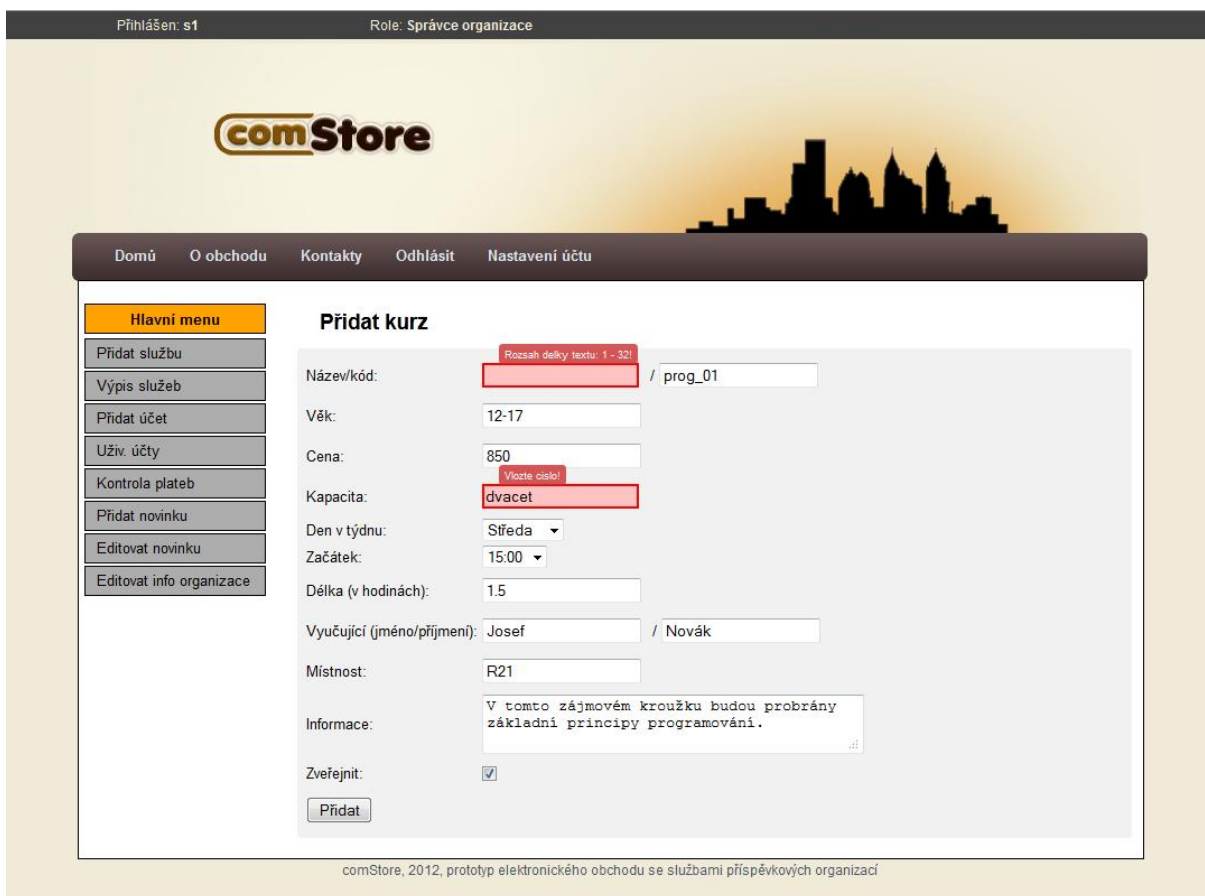 Přihlášen: s1 Role: Správce organizace
comStore
Domů O obchodu Kontakty Odhlásit Nastavení účtu
Hlavní menu
Přidat službu
Výpis služeb
Přidat účet
Uživ. účty
Kontrola plateb
Přidat novinku
Editovat novinku
Editovat info organizace
Přidat kurz
Rozsah delky textu: 1 - 32!
Název/kód: / prog_01
Věk: 12-17
Cena: 850
Vlozte cislo!
Kapacita: dvacet
Den v týdnu: Středa
Začátek: 15:00
Délka (v hodinách): 1.5
Vyučující (jméno/příjmení): Josef / Novák
Místnost: R21
Informace: V tomto zájmovém kroužku budou probrány
základní principy programování.
Zveřejnit:
Přidat
comStore, 2012, prototyp elektronického obchodu se službami příspěvkových organizací